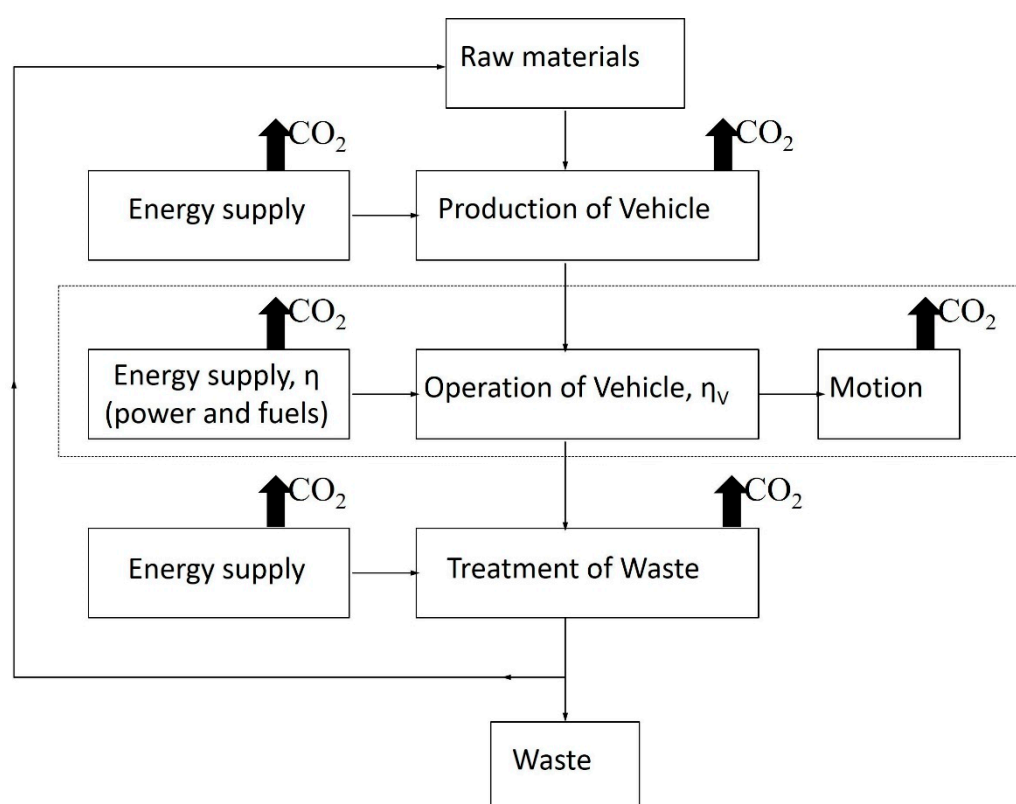 Raw materials
CO₂
CO₂
Energy supply
Production of Vehicle
CO₂
CO₂
Energy supply, η
(power and fuels)
Operation of Vehicle, ηᵥ
Motion
CO₂
CO₂
Energy supply
Treatment of Waste
Waste